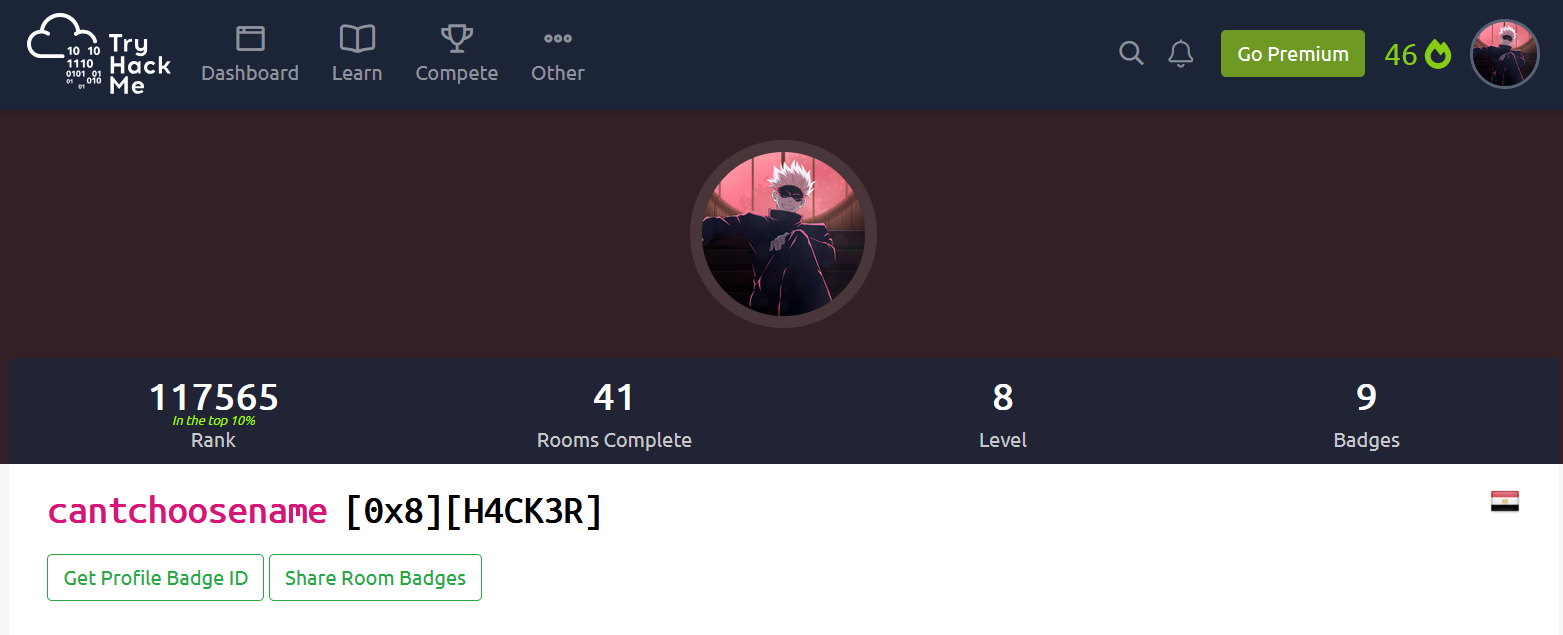 Try Hack Me
10 10
1110
0101 01
01 010
01
Dashboard
Learn
Compete
Other
Go Premium
46
117565
In the top 10%
Rank
41
Rooms Complete
8
Level
9
Badges
cantchoosename [0x8][H4CK3R]
Get Profile Badge ID
Share Room Badges